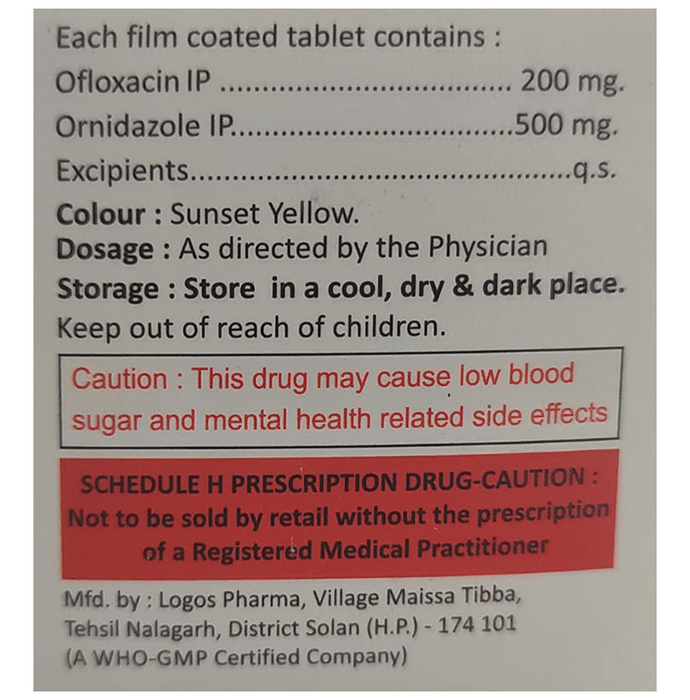 Each film coated tablet contains :
Ofloxacin IP .................................... 200 mg.
Ornidazole IP....................................500 mg.
Excipients.................................................q.s.
Colour : Sunset Yellow.
Dosage : As directed by the Physician
Storage : Store in a cool, dry & dark place.
Keep out of reach of children.
Caution : This drug may cause low blood
sugar and mental health related side effects
SCHEDULE H PRESCRIPTION DRUG-CAUTION :
Not to be sold by retail without the prescription
of a Registered Medical Practitioner
Mfd. by : Logos Pharma, Village Maissa Tibba,
Tehsil Nalagarh, District Solan (H.P.) - 174 101
(A WHO-GMP Certified Company)